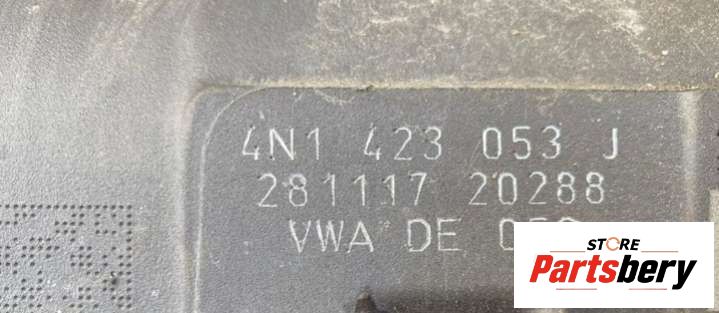 4N1 423 053 J
281117 20288
VWA DE
STORE
Partsbery